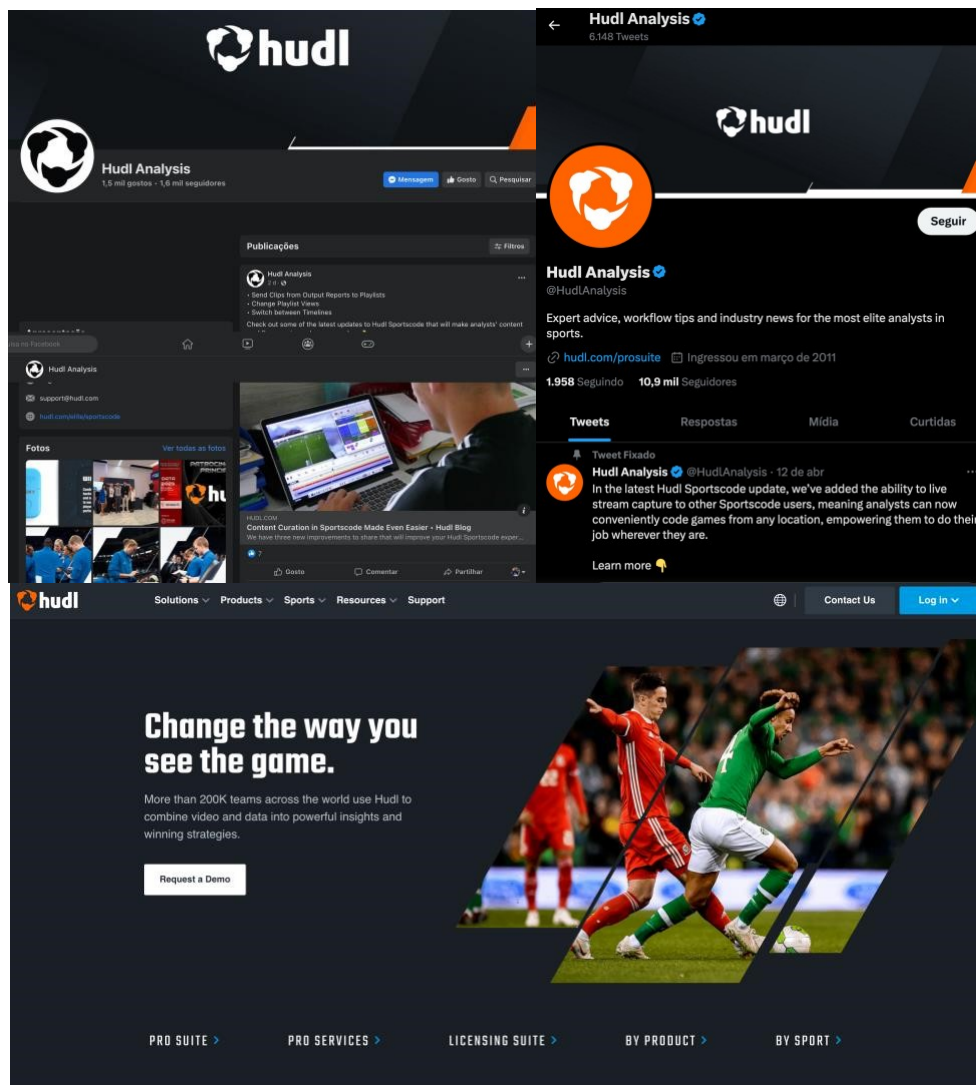 hudl
Hudl Analysis
1,5 mil gostos • 1,6 mil seguidores
Mensagem
Gosto
Pesquisar
Publicações
Filtros
Hudl Analysis
2 d
• Send Clips from Output Reports to Playlists
• Change Playlist Views
• Switch between Timelines
Check out some of the latest updates to Hudl Sportscode that will make analysts' content
no Facebook
Hudl Analysis
support@hudl.com
hudl.com/elite/sportscode
Fotos
Ver todas as fotos
HUDL.COM
Content Curation in Sportscode Made Even Easier • Hudl Blog
We have three new improvements to share that will improve your Hudl Sportscode exper...
7
Gosto
Comentar
Partilhar
Hudl Analysis
6.148 Tweets
hudl
Seguir
Hudl Analysis
@HudlAnalysis
Expert advice, workflow tips and industry news for the most elite analysts in
sports.
hudl.com/prosuite
Ingressou em março de 2011
1.958 Seguindo
10,9 mil Seguidores
Tweets
Respostas
Mídia
Curtidas
Tweet Fixado
Hudl Analysis @HudlAnalysis · 12 de abr
In the latest Hudl Sportscode update, we've added the ability to live
stream capture to other Sportscode users, meaning analysts can now
conveniently code games from any location, empowering them to do their
job wherever they are.
Learn more
hudl
Solutions
Products
Sports
Resources
Support
Contact Us
Log in
Change the way you
see the game.
More than 200K teams across the world use Hudl to
combine video and data into powerful insights and
winning strategies.
Request a Demo
PRO SUITE >
PRO SERVICES >
LICENSING SUITE >
BY PRODUCT >
BY SPORT >